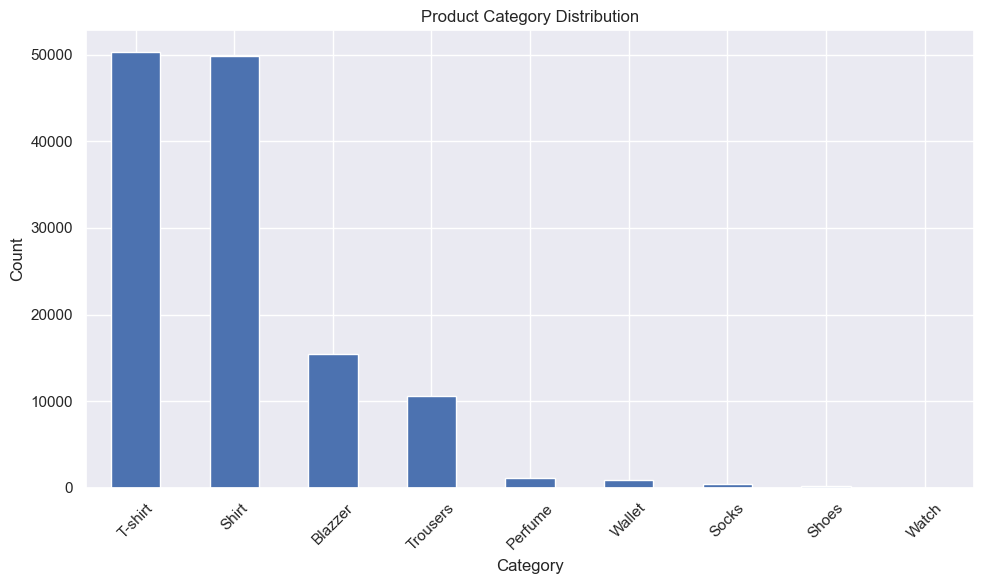 Product Category Distribution
Count
50000
40000
30000
20000
10000
0
T-shirt
Shirt
Blazzer
Trousers
Perfume
Wallet
Socks
Shoes
Watch
Category